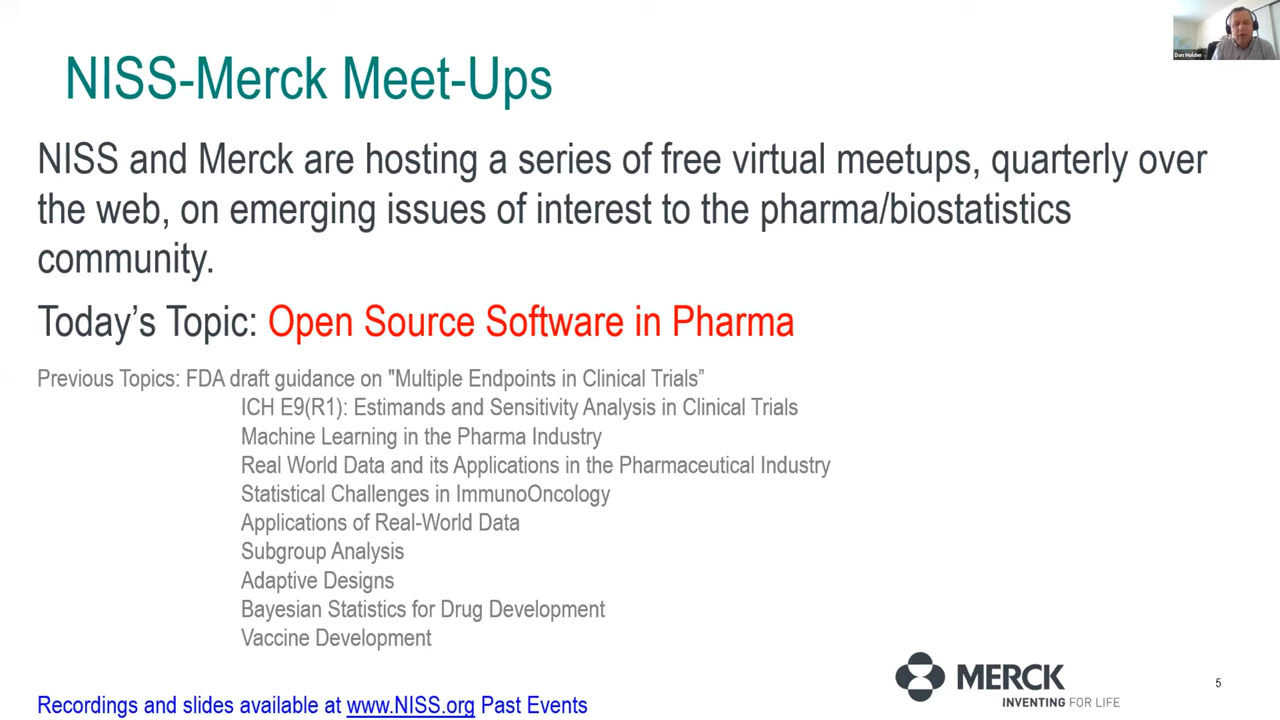 NISS-Merck Meet-Ups
Dan Holder
NISS and Merck are hosting a series of free virtual meetups, quarterly over
the web, on emerging issues of interest to the pharma/biostatistics
community.
Today’s Topic: Open Source Software in Pharma
Previous Topics: FDA draft guidance on "Multiple Endpoints in Clinical Trials”
ICH E9(R1): Estimands and Sensitivity Analysis in Clinical Trials
Machine Learning in the Pharma Industry
Real World Data and its Applications in the Pharmaceutical Industry
Statistical Challenges in ImmunoOncology
Applications of Real-World Data
Subgroup Analysis
Adaptive Designs
Bayesian Statistics for Drug Development
Vaccine Development
MERCK
INVENTING FOR LIFE
5
Recordings and slides available at www.NISS.org Past Events